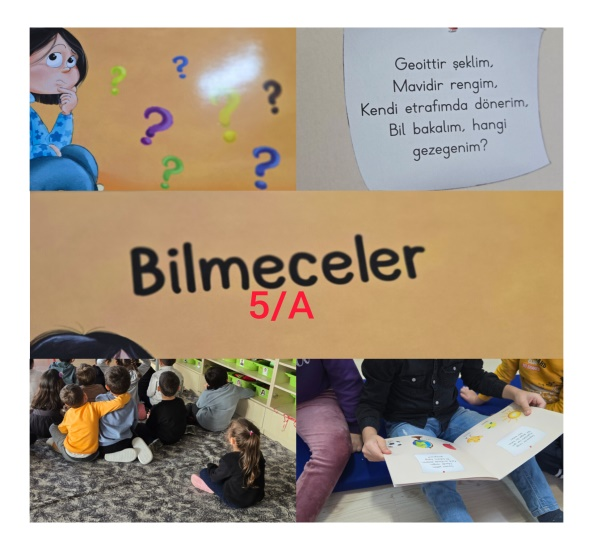 Geoittir şeklim,
Mavidir rengim,
Kendi etrafımda dönerim,
Bil bakalım, hangi
gezegenim?
Bilmeceler
5/A